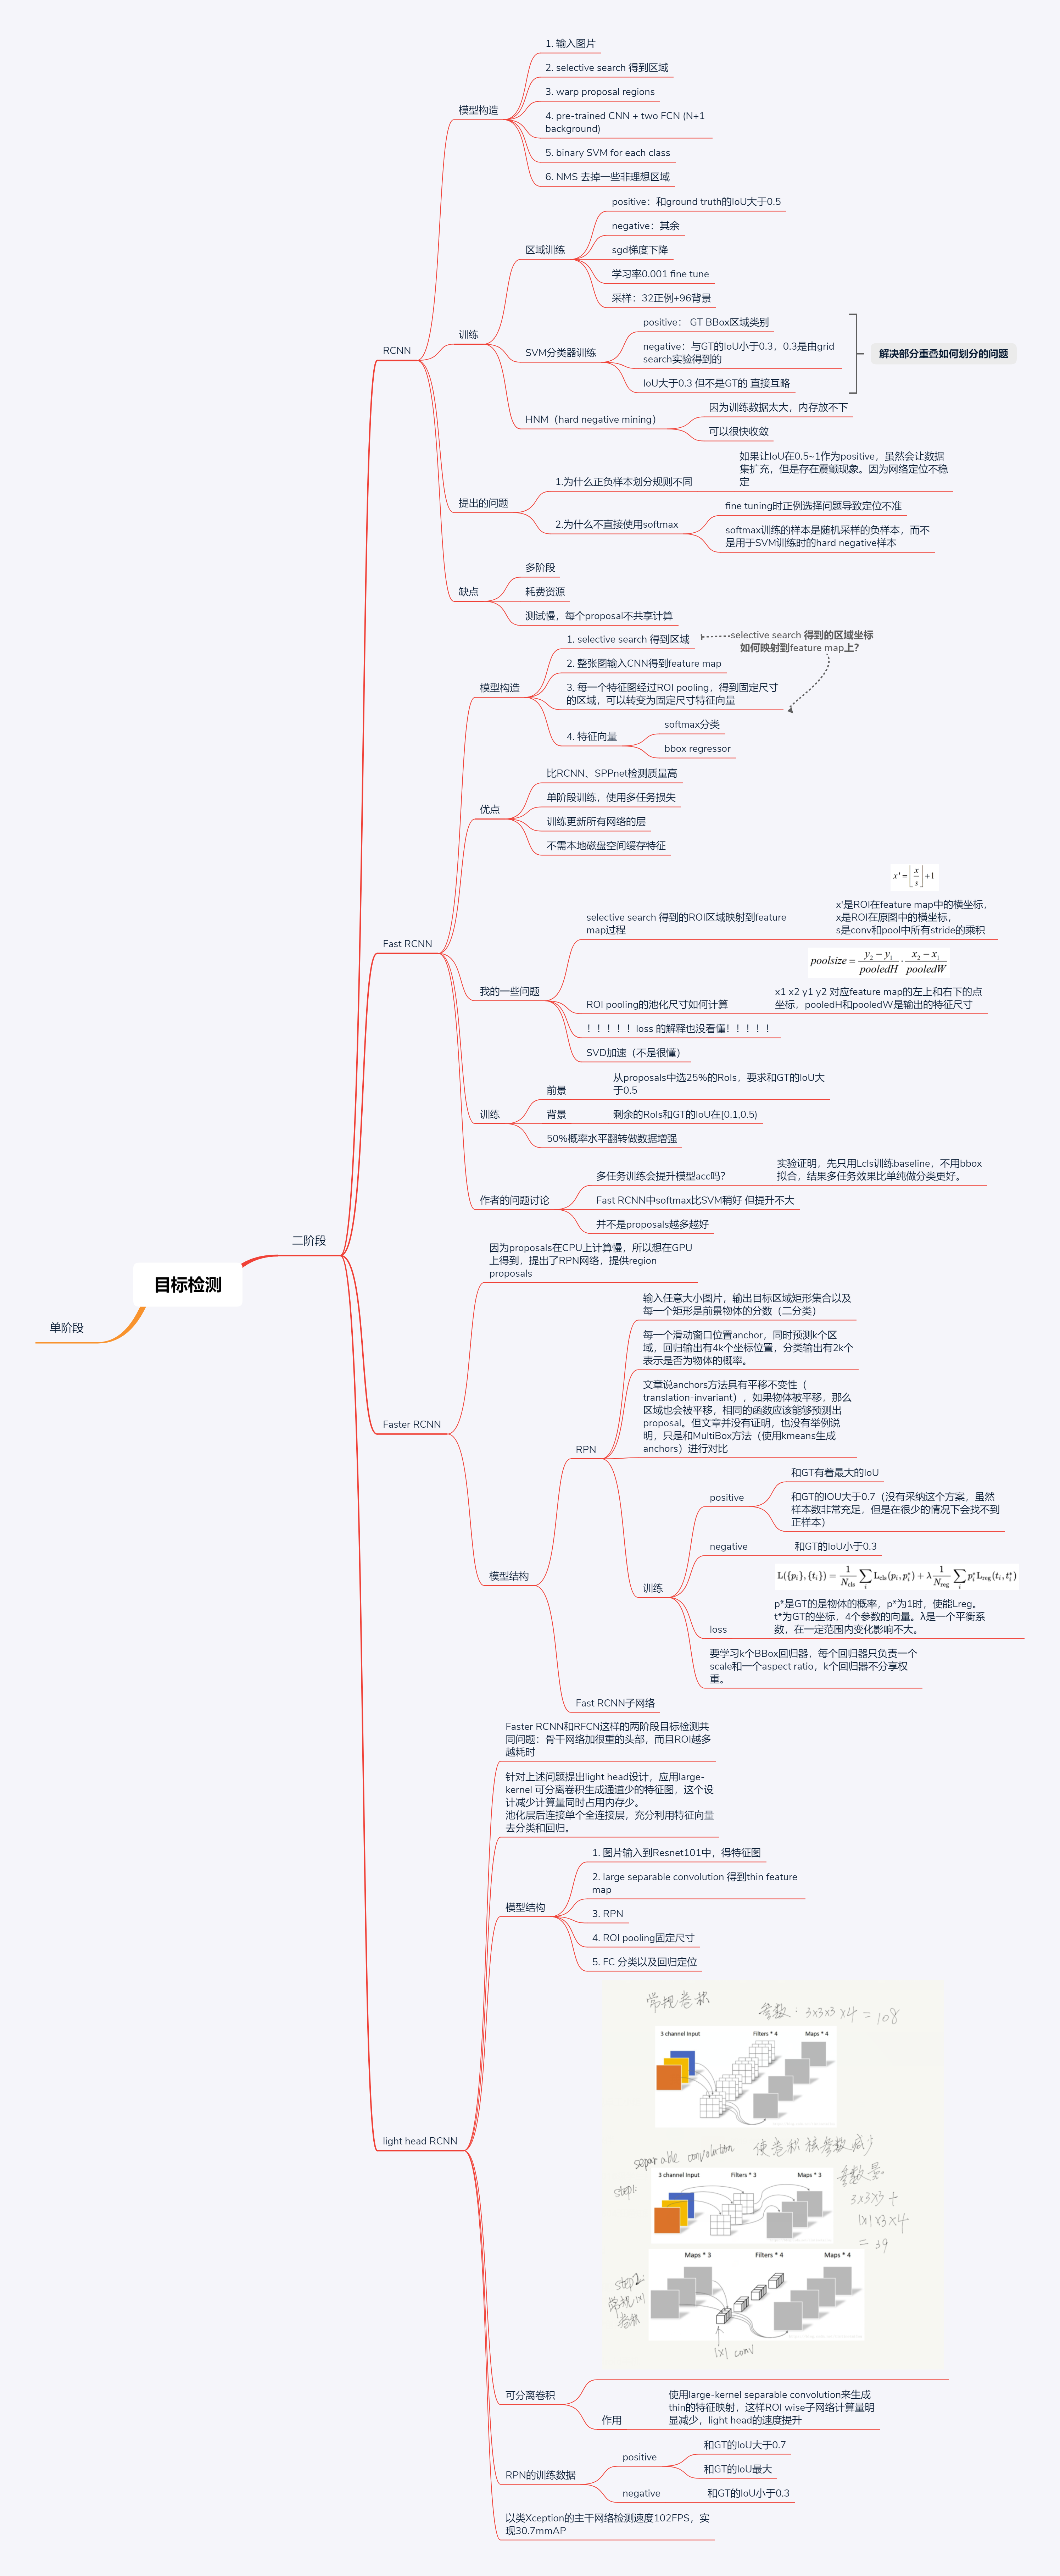 目标检测
二阶段
单阶段
RCNN
模型构造
1. 输入图片
2. selective search 得到区域
3. warp proposal regions
4. pre-trained CNN + two FCN (N+1
background)
5. binary SVM for each class
6. NMS 去掉一些非理想区域
训练
区域训练
positive：和ground truth的IoU大于0.5
negative：其余
sgd梯度下降
学习率0.001 fine tune
采样：32正例+96背景
SVM分类器训练
positive： GT BBox区域类别
negative：与GT的IoU小于0.3，0.3是由grid
search实验得到的
IoU大于0.3 但不是GT的 直接互略
解决部分重叠如何划分的问题
HNM（hard negative mining）
因为训练数据太大，内存放不下
可以很快收敛
提出的问题
1.为什么正负样本划分规则不同
如果让IoU在0.5~1作为positive，虽然会让数据
集扩充，但是存在震颤现象。因为网络定位不稳
定
2.为什么不直接使用softmax
fine tuning时正例选择问题导致定位不准
softmax训练的样本是随机采样的负样本，而不
是用于SVM训练时的hard negative样本
缺点
多阶段
耗费资源
测试慢，每个proposal不共享计算
Fast RCNN
模型构造
1. selective search 得到区域
selective search 得到的区域坐标
如何映射到feature map上？
2. 整张图输入CNN得到feature map
3. 每一个特征图经过ROI pooling，得到固定尺寸
的区域，可以转变为固定尺寸特征向量
4. 特征向量
softmax分类
bbox regressor
优点
比RCNN、SPPnet检测质量高
单阶段训练，使用多任务损失
训练更新所有网络的层
不需本地磁盘空间缓存特征
我的一些问题
selective search 得到的ROI区域映射到feature
map过程
x' = ⌊x/s⌋ + 1
x'是ROI在feature map中的横坐标，
x是ROI在原图中的横坐标，
s是conv和pool中所有stride的乘积
ROI pooling的池化尺寸如何计算
poolsize = (y₂ − y₁)/pooledH · (x₂ − x₁)/pooledW
x1 x2 y1 y2 对应feature map的左上和右下的点
坐标，pooledH和pooledW是输出的特征尺寸
！！！！！loss 的解释也没看懂！！！！！
SVD加速（不是很懂）
训练
前景
从proposals中选25%的RoIs，要求和GT的IoU大
于0.5
背景
剩余的RoIs和GT的IoU在[0.1,0.5)
50%概率水平翻转做数据增强
作者的问题讨论
多任务训练会提升模型acc吗？
实验证明，先只用Lcls训练baseline，不用bbox
拟合，结果多任务效果比单纯做分类更好。
Fast RCNN中softmax比SVM稍好 但提升不大
并不是proposals越多越好
Faster RCNN
因为proposals在CPU上计算慢，所以想在GPU
上得到，提出了RPN网络，提供region
proposals
模型结构
RPN
输入任意大小图片，输出目标区域矩形集合以及
每一个矩形是前景物体的分数（二分类）
每一个滑动窗口位置anchor，同时预测k个区
域，回归输出有4k个坐标位置，分类输出有2k个
表示是否为物体的概率。
文章说anchors方法具有平移不变性（
translation-invariant），如果物体被平移，那么
区域也会被平移，相同的函数应该能够预测出
proposal。但文章并没有证明，也没有举例说
明，只是和MultiBox方法（使用kmeans生成
anchors）进行对比
训练
positive
和GT有着最大的IoU
和GT的IOU大于0.7（没有采纳这个方案，虽然
样本数非常充足，但是在很少的情况下会找不到
正样本）
negative
和GT的IoU小于0.3
loss
L({pᵢ}, {tᵢ}) = 1/N_cls ∑ᵢ L_cls(pᵢ, pᵢ*) + λ 1/N_reg ∑ᵢ pᵢ* L_reg(tᵢ, tᵢ*)
p*是GT的是物体的概率，p*为1时，使能Lreg。
t*为GT的坐标，4个参数的向量。λ是一个平衡系
数，在一定范围内变化影响不大。
要学习k个BBox回归器，每个回归器只负责一个
scale和一个aspect ratio，k个回归器不分享权
重。
Fast RCNN子网络
light head RCNN
Faster RCNN和RFCN这样的两阶段目标检测共
同问题：骨干网络加很重的头部，而且ROI越多
越耗时
针对上述问题提出light head设计，应用large-
kernel 可分离卷积生成通道少的特征图，这个设
计减少计算量同时占用内存少。
池化层后连接单个全连接层，充分利用特征向量
去分类和回归。
模型结构
1. 图片输入到Resnet101中，得特征图
2. large separable convolution 得到thin feature
map
3. RPN
4. ROI pooling固定尺寸
5. FC 分类以及回归定位
可分离卷积
常规卷积
参数：3x3x3x4 = 108
3 channel Input
Filters * 4
Maps * 4
separable convolution 使卷积核参数减少
step1:
3 channel Input
Filters * 3
Maps * 3
参数量：
3x3x3 +
1x1x3x4
= 39
step2:
常规1x1
卷积
Maps * 3
Filters * 4
Maps * 4
1x1 conv
作用
使用large-kernel separable convolution来生成
thin的特征映射，这样ROI wise子网络计算量明
显减少，light head的速度提升
RPN的训练数据
positive
和GT的IoU大于0.7
和GT的IoU最大
negative
和GT的IoU小于0.3
以类Xception的主干网络检测速度102FPS，实
现30.7mmAP